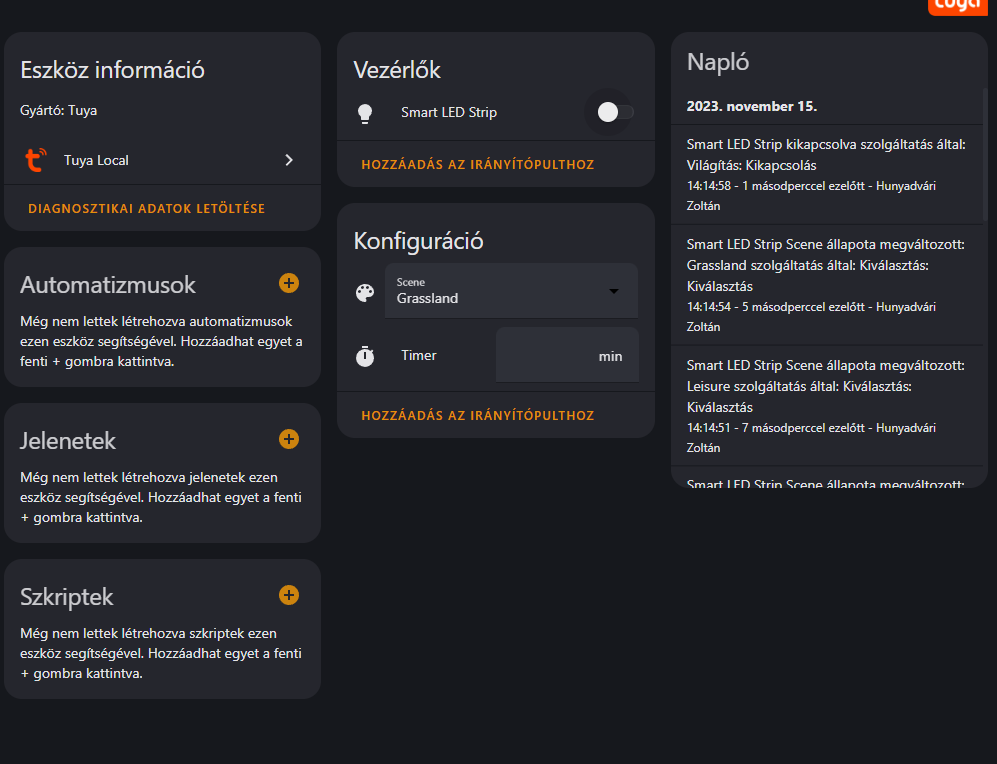 tuya
Eszköz információ
Gyártó: Tuya
Tuya Local
DIAGNOSZTIKAI ADATOK LETÖLTÉSE
Automatizmusok
Még nem lettek létrehozva automatizmusok
ezen eszköz segítségével. Hozzáadhat egyet a
fenti + gombra kattintva.
Jelenetek
Még nem lettek létrehozva jelenetek ezen
eszköz segítségével. Hozzáadhat egyet a fenti
+ gombra kattintva.
Szkriptek
Még nem lettek létrehozva szkriptek ezen
eszköz segítségével. Hozzáadhat egyet a fenti
+ gombra kattintva.
Vezérlők
Smart LED Strip
HOZZÁADÁS AZ IRÁNYÍTÓPULTHOZ
Konfiguráció
Scene
Grassland
Timer
min
HOZZÁADÁS AZ IRÁNYÍTÓPULTHOZ
Napló
2023. november 15.
Smart LED Strip kikapcsolva szolgáltatás által:
Világítás: Kikapcsolás
14:14:58 - 1 másodperccel ezelőtt - Hunyadvári
Zoltán
Smart LED Strip Scene állapota megváltozott:
Grassland szolgáltatás által: Kiválasztás:
Kiválasztás
14:14:54 - 5 másodperccel ezelőtt - Hunyadvári
Zoltán
Smart LED Strip Scene állapota megváltozott:
Leisure szolgáltatás által: Kiválasztás:
Kiválasztás
14:14:51 - 7 másodperccel ezelőtt - Hunyadvári
Zoltán
Smart LED Strip Scene állapota megváltozott: